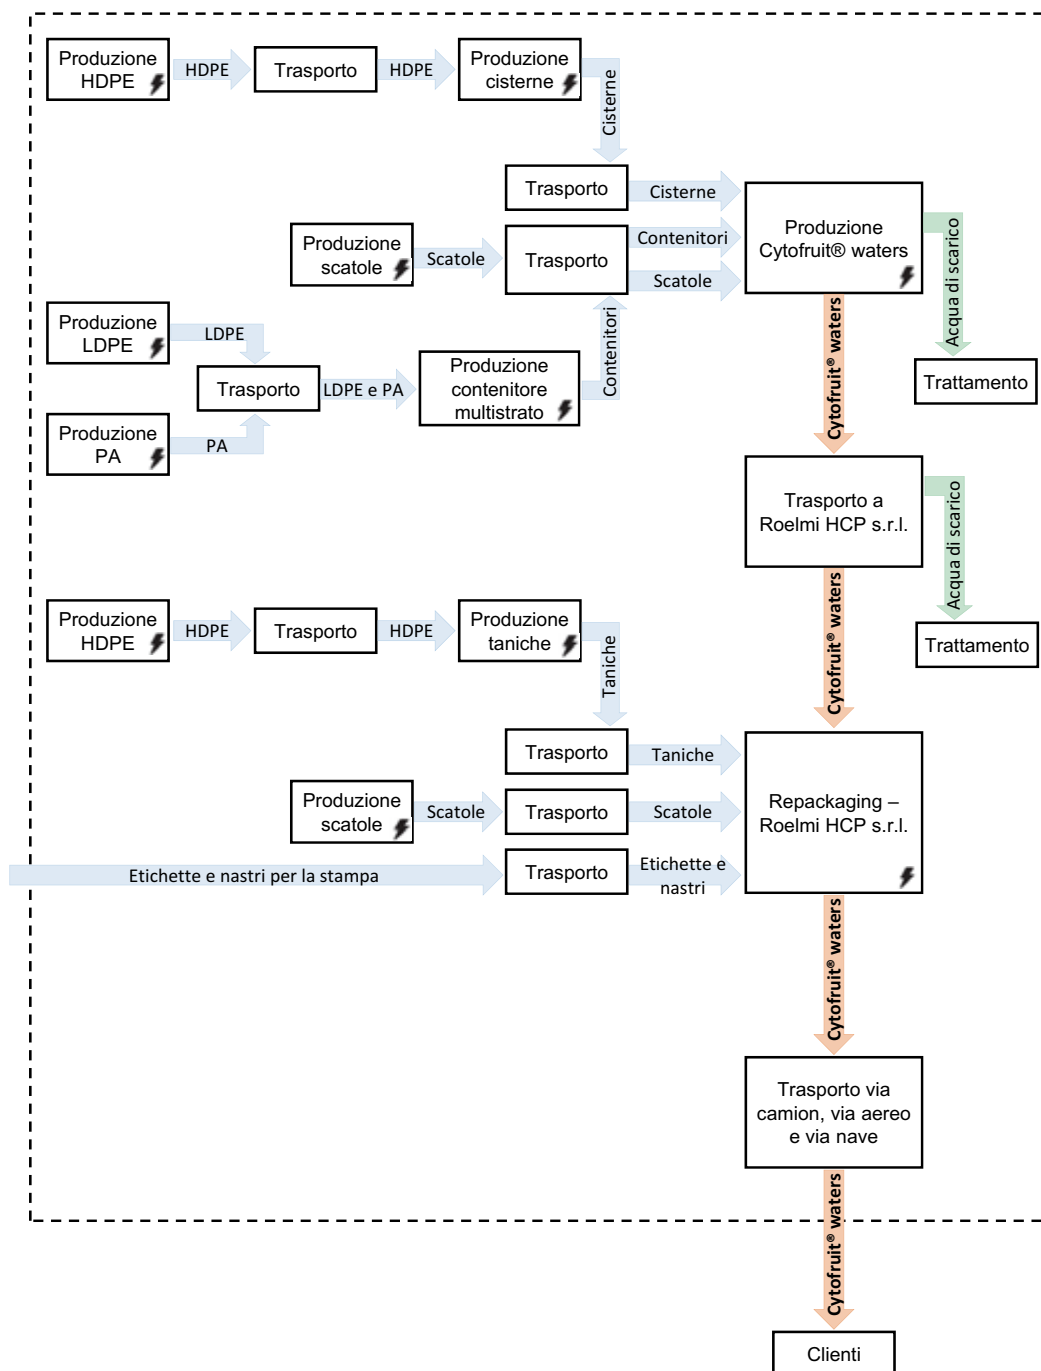 Produzione
HDPE
HDPE
Trasporto
HDPE
Produzione
cisterne
Cisterne
Trasporto
Cisterne
Produzione
scatole
Scatole
Trasporto
Contenitori
Scatole
Produzione
Cytofruit® waters
Acqua di scarico
Trattamento
Produzione
LDPE
LDPE
Trasporto
LDPE e PA
Produzione
contenitore
multistrato
Contenitori
Produzione
PA
PA
Cytofruit® waters
Trasporto a
Roelmi HCP s.r.l.
Acqua di scarico
Trattamento
Cytofruit® waters
Produzione
HDPE
HDPE
Trasporto
HDPE
Produzione
taniche
Taniche
Trasporto
Taniche
Produzione
scatole
Scatole
Trasporto
Scatole
Repackaging –
Roelmi HCP s.r.l.
Etichette e nastri per la stampa
Trasporto
Etichette e
nastri
Cytofruit® waters
Trasporto via
camion, via aereo
e via nave
Cytofruit® waters
Clienti